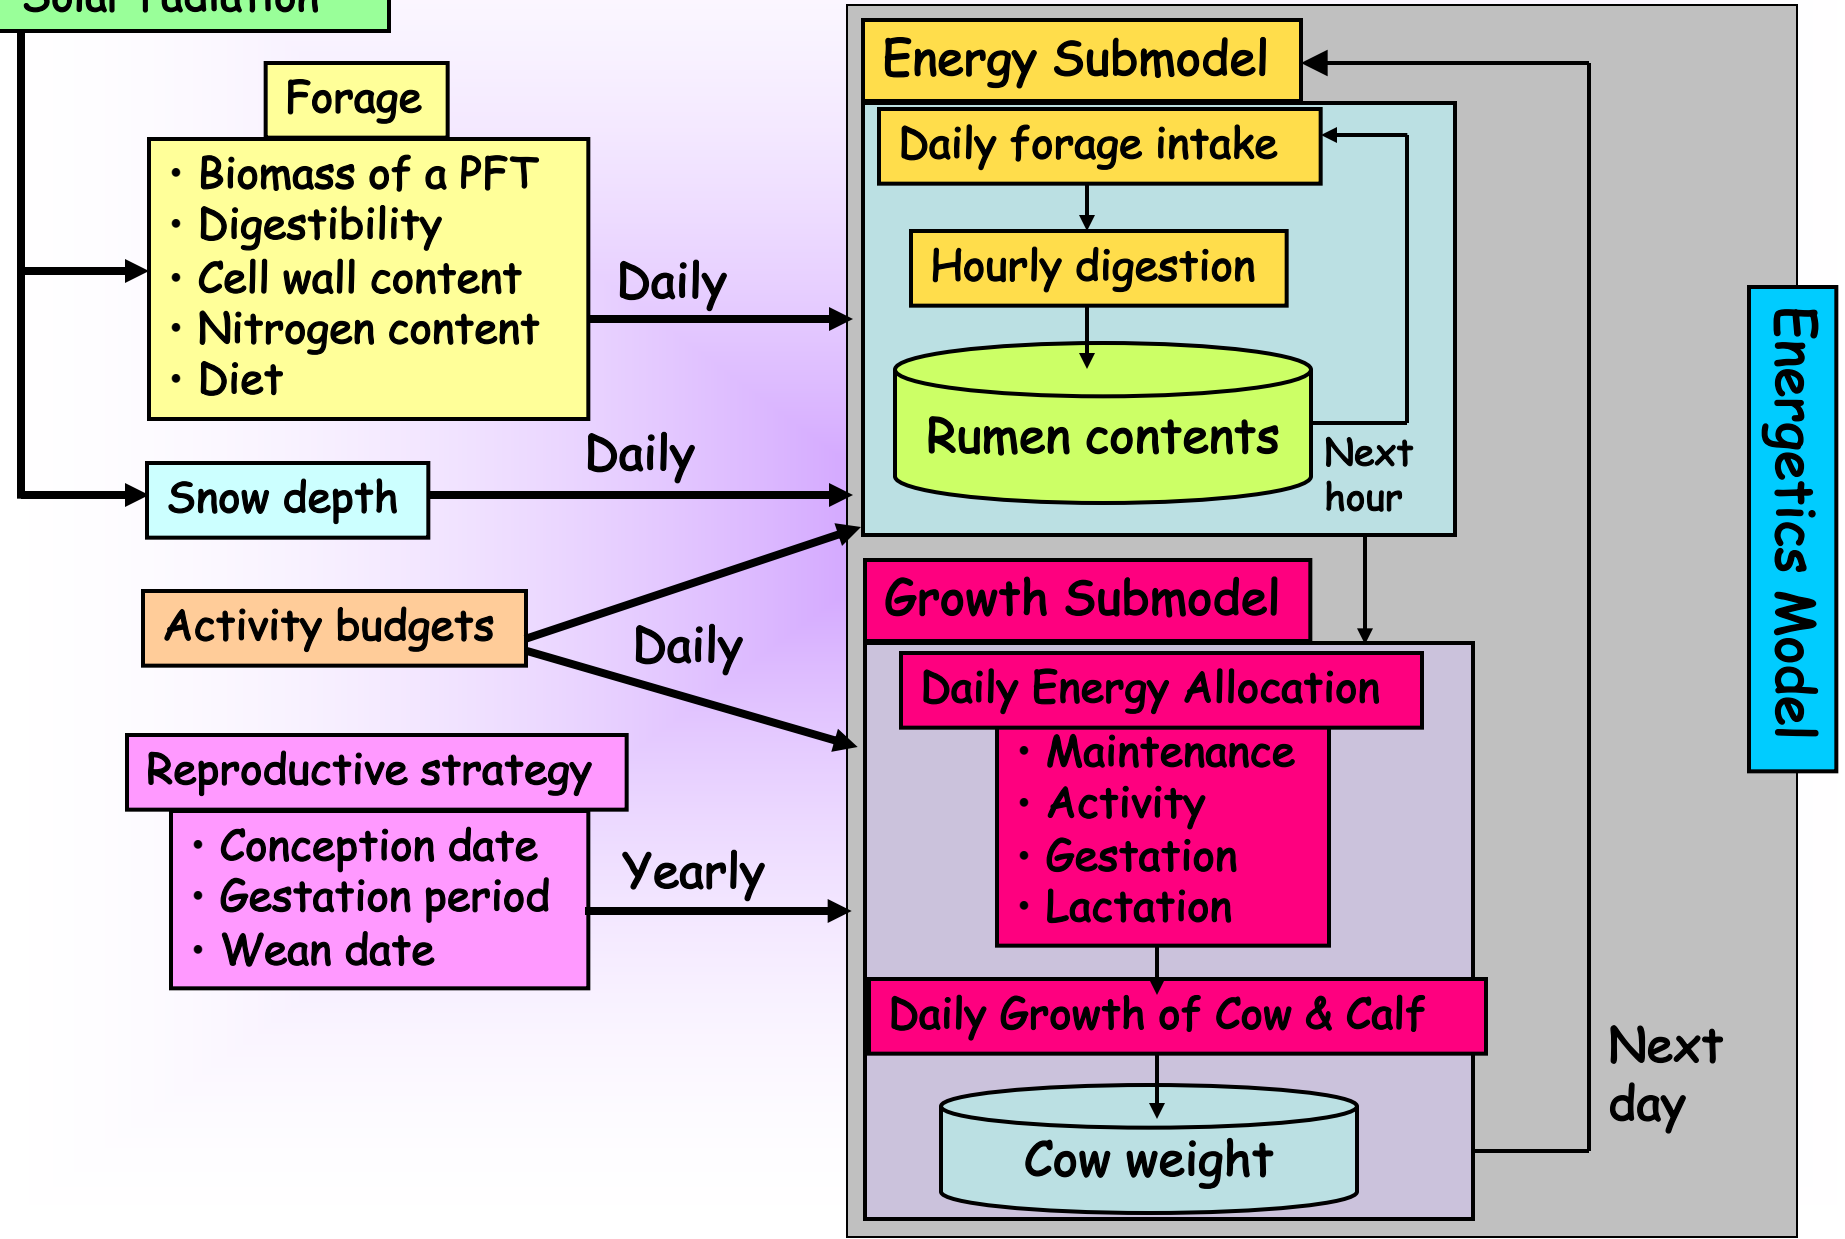 Solar radiation
Forage
• Biomass of a PFT
• Digestibility
• Cell wall content
• Nitrogen content
• Diet
Daily
Snow depth
Daily
Activity budgets
Daily
Reproductive strategy
• Conception date
• Gestation period
• Wean date
Yearly
Energy Submodel
Daily forage intake
Hourly digestion
Rumen contents
Next
hour
Growth Submodel
Daily Energy Allocation
• Maintenance
• Activity
• Gestation
• Lactation
Daily Growth of Cow & Calf
Cow weight
Next
day
Energetics Model